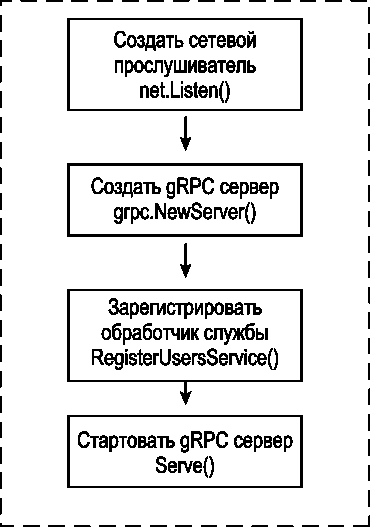 Создать сетевой
прослушиватель
net.Listen()
Создать gRPC сервер
grpc.NewServer()
Зарегистрировать
обработчик службы
RegisterUsersService()
Стартовать gRPC сервер
Serve()